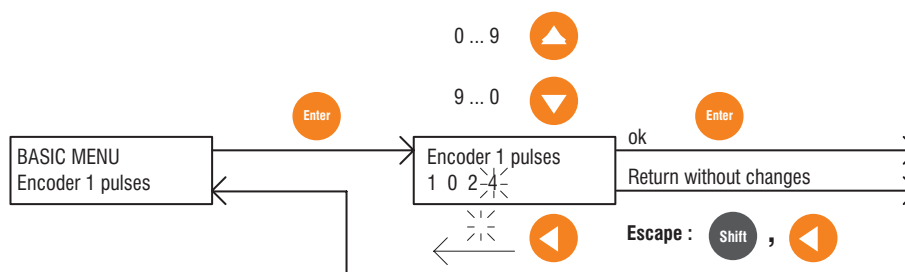 0 ... 9
9 ... 0
Enter
Enter
BASIC MENU
Encoder 1 pulses
Encoder 1 pulses
1 0 2 4
ok
Return without changes
Escape : Shift ,